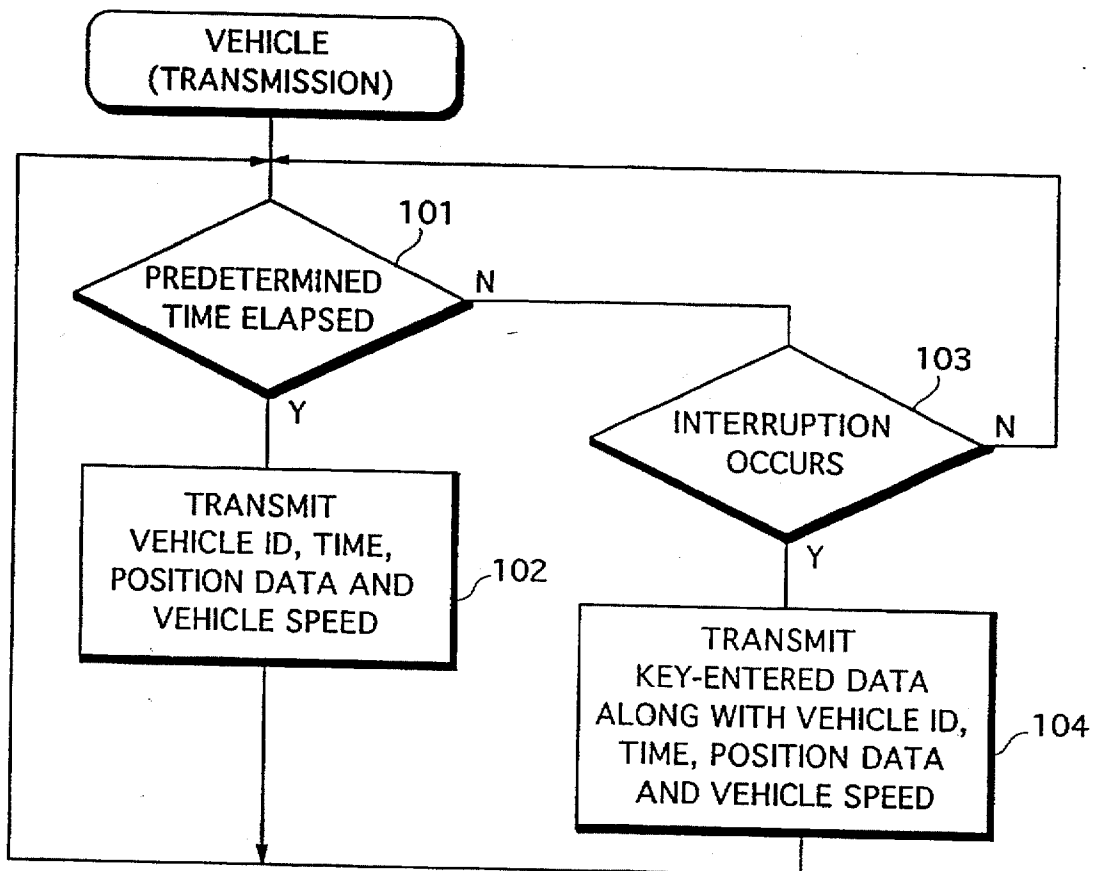 VEHICLE
(TRANSMISSION)
101
PREDETERMINED
TIME ELAPSED
N
Y
103
INTERRUPTION
OCCURS
N
Y
TRANSMIT
VEHICLE ID, TIME,
POSITION DATA AND
VEHICLE SPEED
102
TRANSMIT
KEY-ENTERED DATA
ALONG WITH VEHICLE ID,
TIME, POSITION DATA
AND VEHICLE SPEED
104